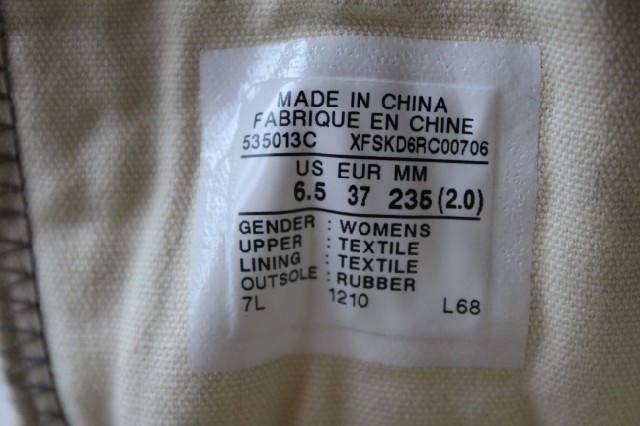 MADE IN CHINA
FABRIQUE EN CHINE
535013C XFSKD6RC00706
US EUR MM
6.5 37 235 (2.0)
GENDER : WOMENS
UPPER : TEXTILE
LINING : TEXTILE
OUTSOLE : RUBBER
7L 1210 L68